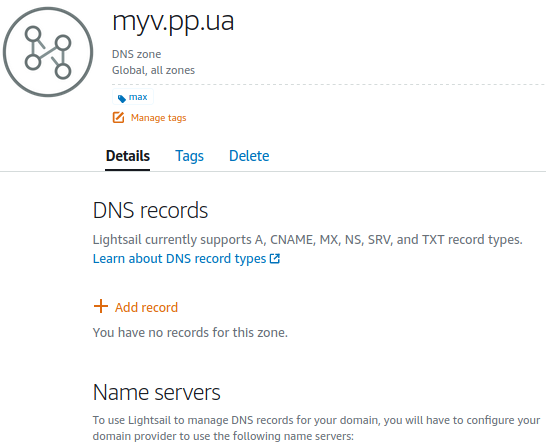 myv.pp.ua
DNS zone
Global, all zones
max
Manage tags
Details Tags Delete
DNS records
Lightsail currently supports A, CNAME, MX, NS, SRV, and TXT record types.
Learn about DNS record types
Add record
You have no records for this zone.
Name servers
To use Lightsail to manage DNS records for your domain, you will have to configure your
domain provider to use the following name servers: